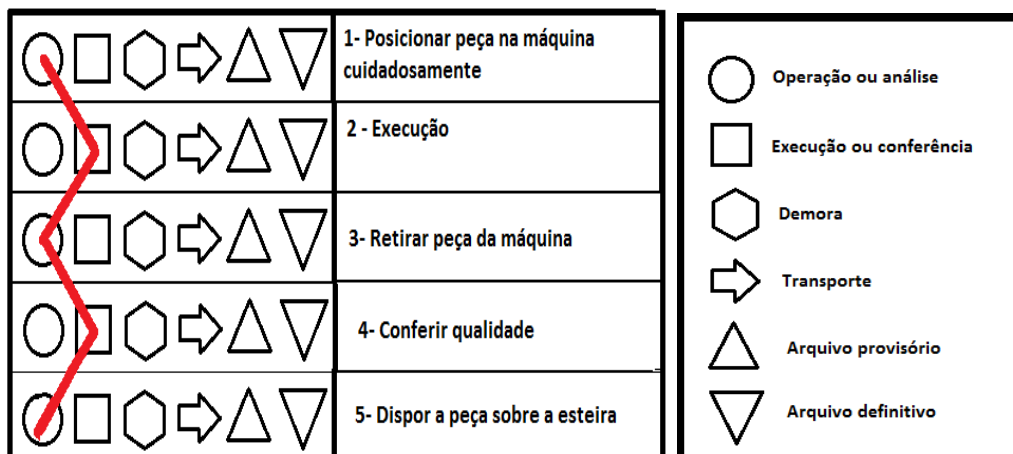 1- Posicionar peça na máquina
cuidadosamente
2 - Execução
3- Retirar peça da máquina
4- Conferir qualidade
5- Dispor a peça sobre a esteira
Operação ou análise
Execução ou conferência
Demora
Transporte
Arquivo provisório
Arquivo definitivo